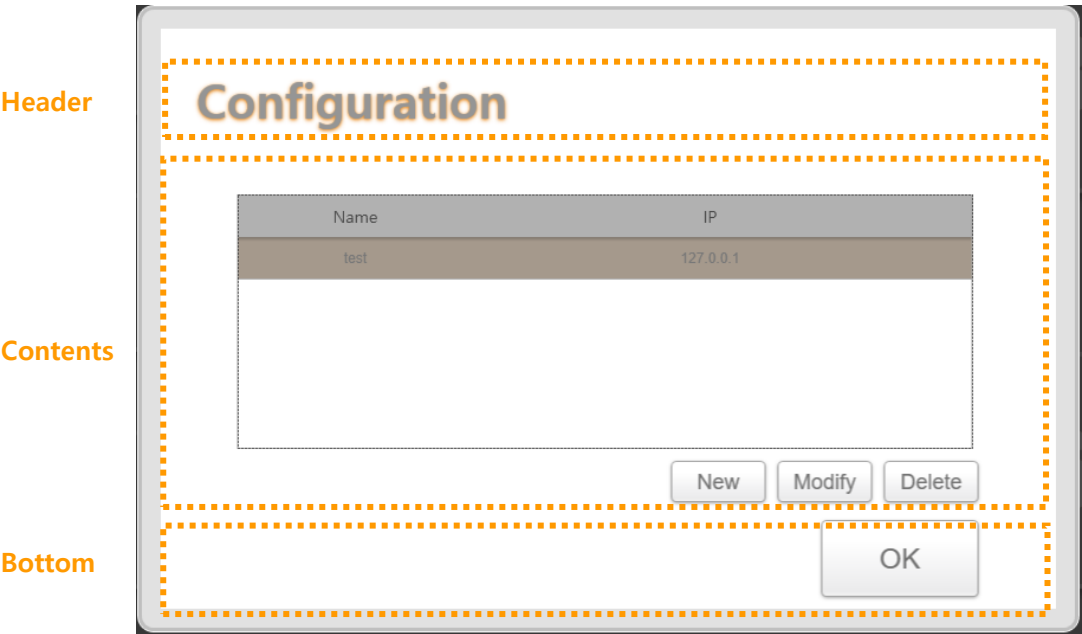 Header
Configuration
Name IP
test 127.0.0.1
Contents
New Modify Delete
Bottom
OK